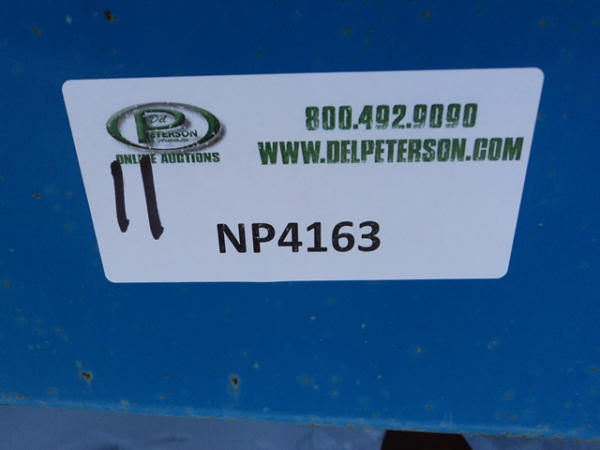 Del
PETERSON
ONLINE AUCTIONS
800.492.9090
WWW.DELPETERSON.COM
11
NP4163